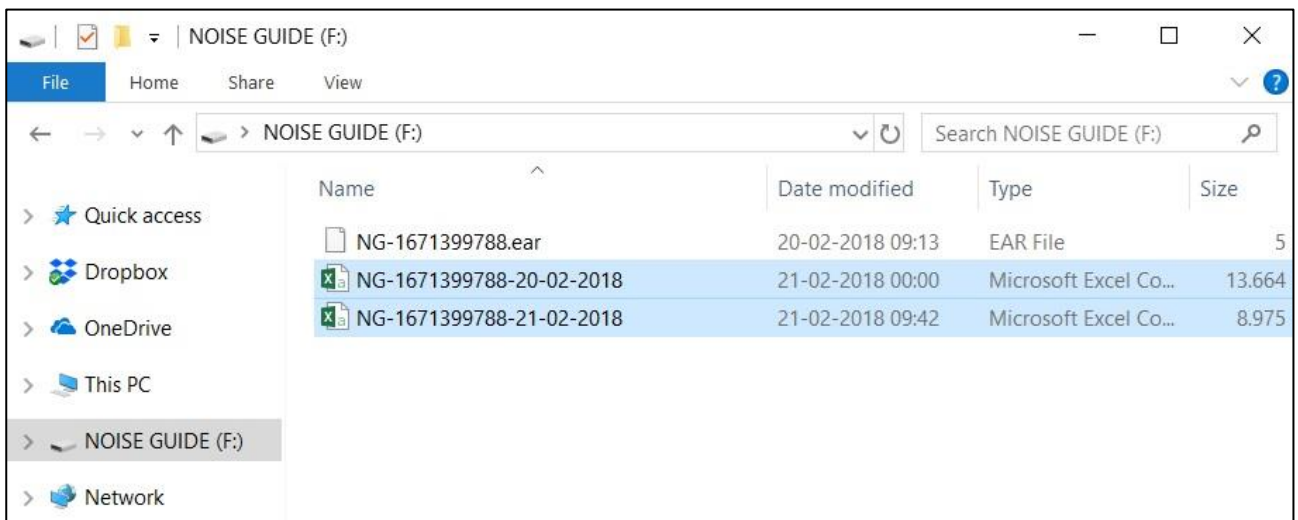 NOISE GUIDE (F:)
File Home Share View ?
NOISE GUIDE (F:) Search NOISE GUIDE (F:)
Name Date modified Type Size
Quick access
NG-1671399788.ear 20-02-2018 09:13 EAR File 5
Dropbox
NG-1671399788-20-02-2018 21-02-2018 00:00 Microsoft Excel Co... 13.664
NG-1671399788-21-02-2018 21-02-2018 09:42 Microsoft Excel Co... 8.975
OneDrive
This PC
NOISE GUIDE (F:)
Network